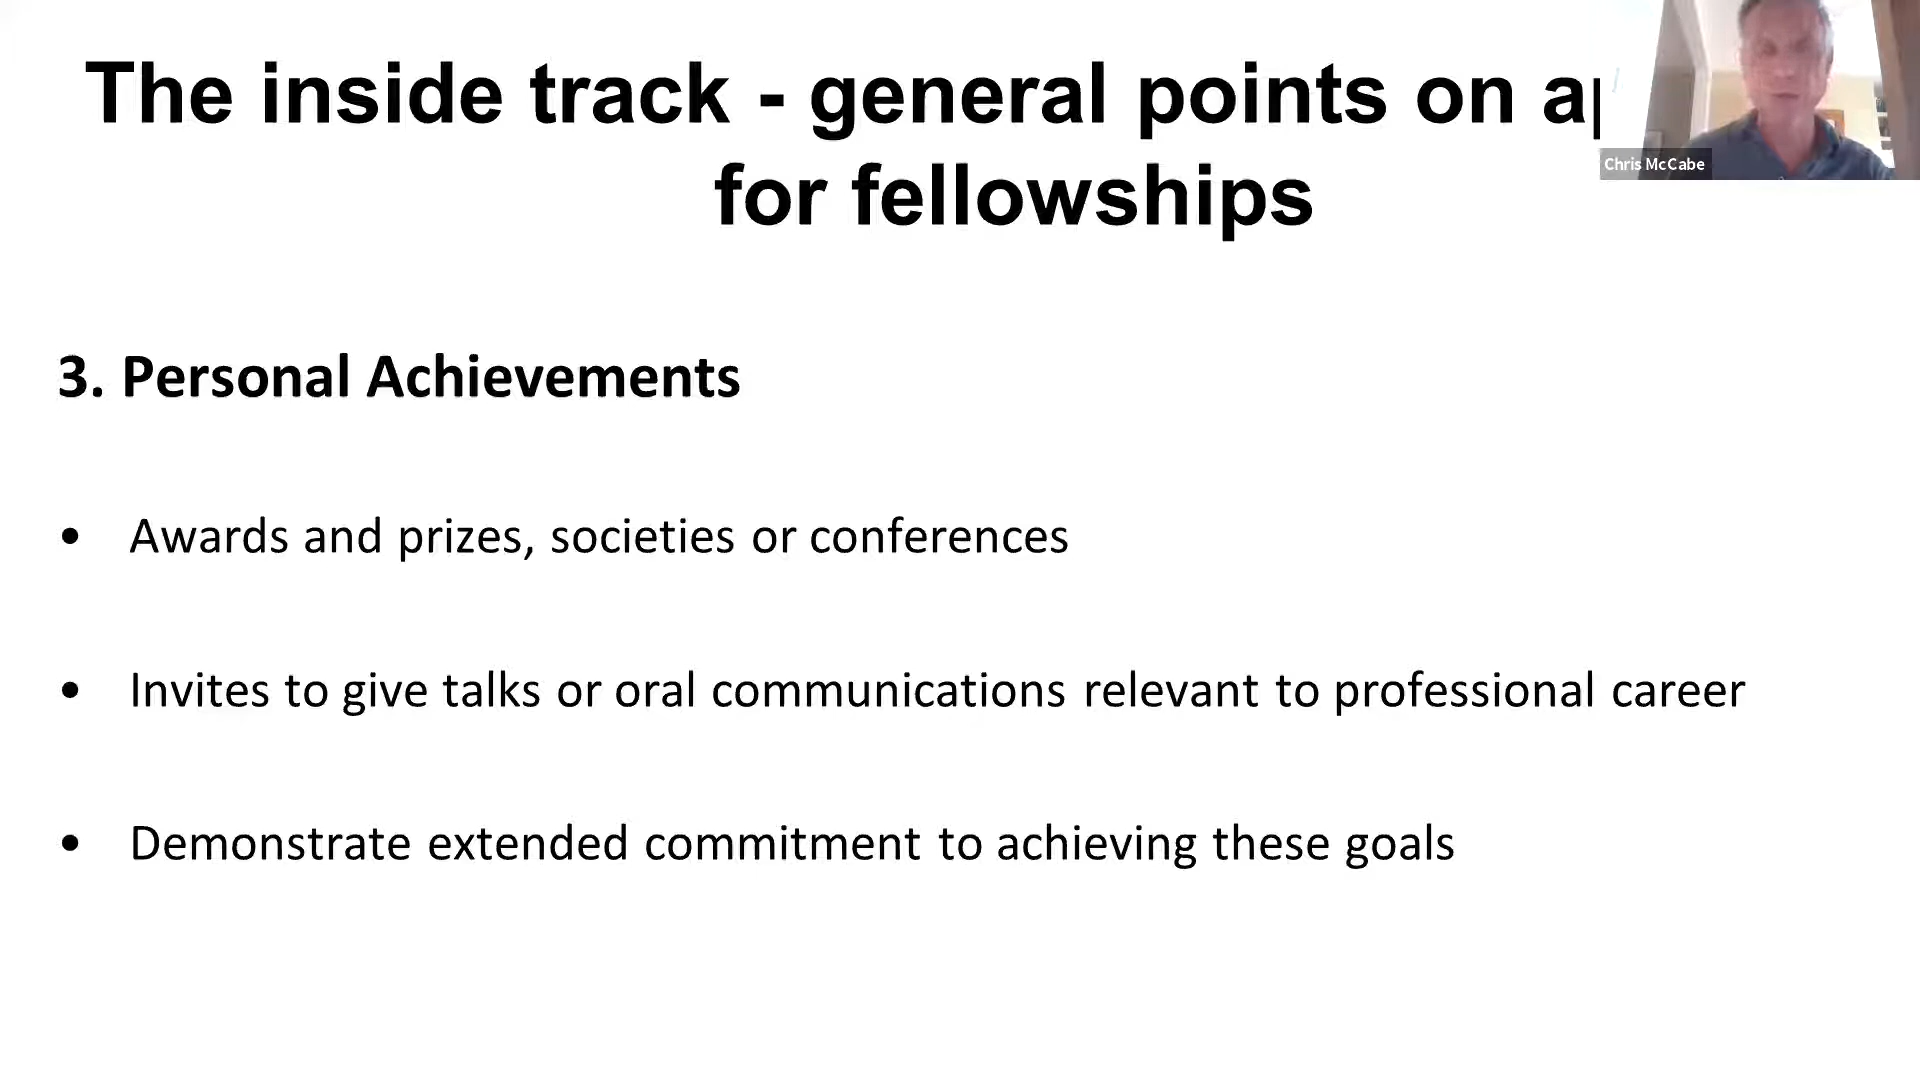 The inside track - general points on
for fellowships
Chris McCabe
3. Personal Achievements
• Awards and prizes, societies or conferences
• Invites to give talks or oral communications relevant to professional career
• Demonstrate extended commitment to achieving these goals